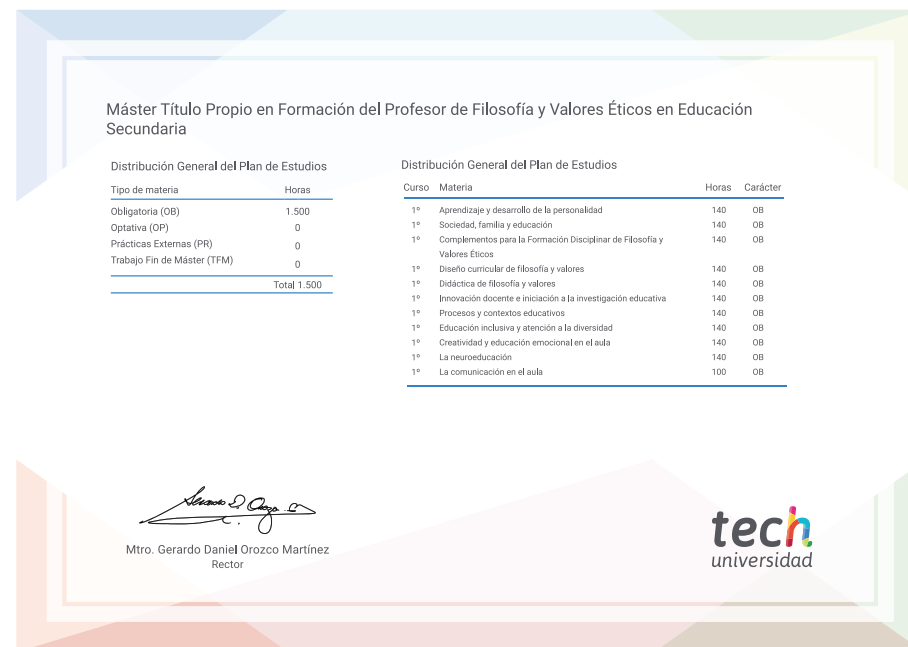 Máster Título Propio en Formación del Profesor de Filosofía y Valores Éticos en Educación
Secundaria
Distribución General del Plan de Estudios
Tipo de materia Horas
Obligatoria (OB) 1.500
Optativa (OP) 0
Prácticas Externas (PR) 0
Trabajo Fin de Máster (TFM) 0
Total 1.500
Distribución General del Plan de Estudios
Curso Materia Horas Carácter
1º Aprendizaje y desarrollo de la personalidad 140 OB
1º Sociedad, familia y educación 140 OB
1º Complementos para la Formación Disciplinar de Filosofía y 140 OB
Valores Éticos
1º Diseño curricular de filosofía y valores 140 OB
1º Didáctica de filosofía y valores 140 OB
1º Innovación docente e iniciación a la investigación educativa 140 OB
1º Procesos y contextos educativos 140 OB
1º Educación inclusiva y atención a la diversidad 140 OB
1º Creatividad y educación emocional en el aula 140 OB
1º La neuroeducación 140 OB
1º La comunicación en el aula 100 OB
Mtro. Gerardo Daniel Orozco Martínez
Rector
tech
universidad